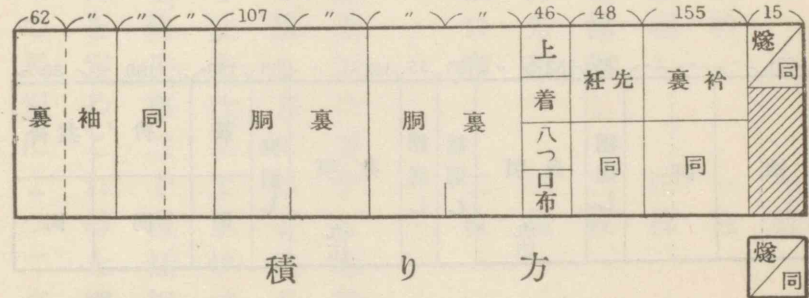 62 〃 〃 〃 107 〃 〃 〃 46 48 155 15
裏 袖 同
胴 裏
胴 裏
上着八つ口布
衽先
同
裏衿
同
燧
同
燧
同
積り方